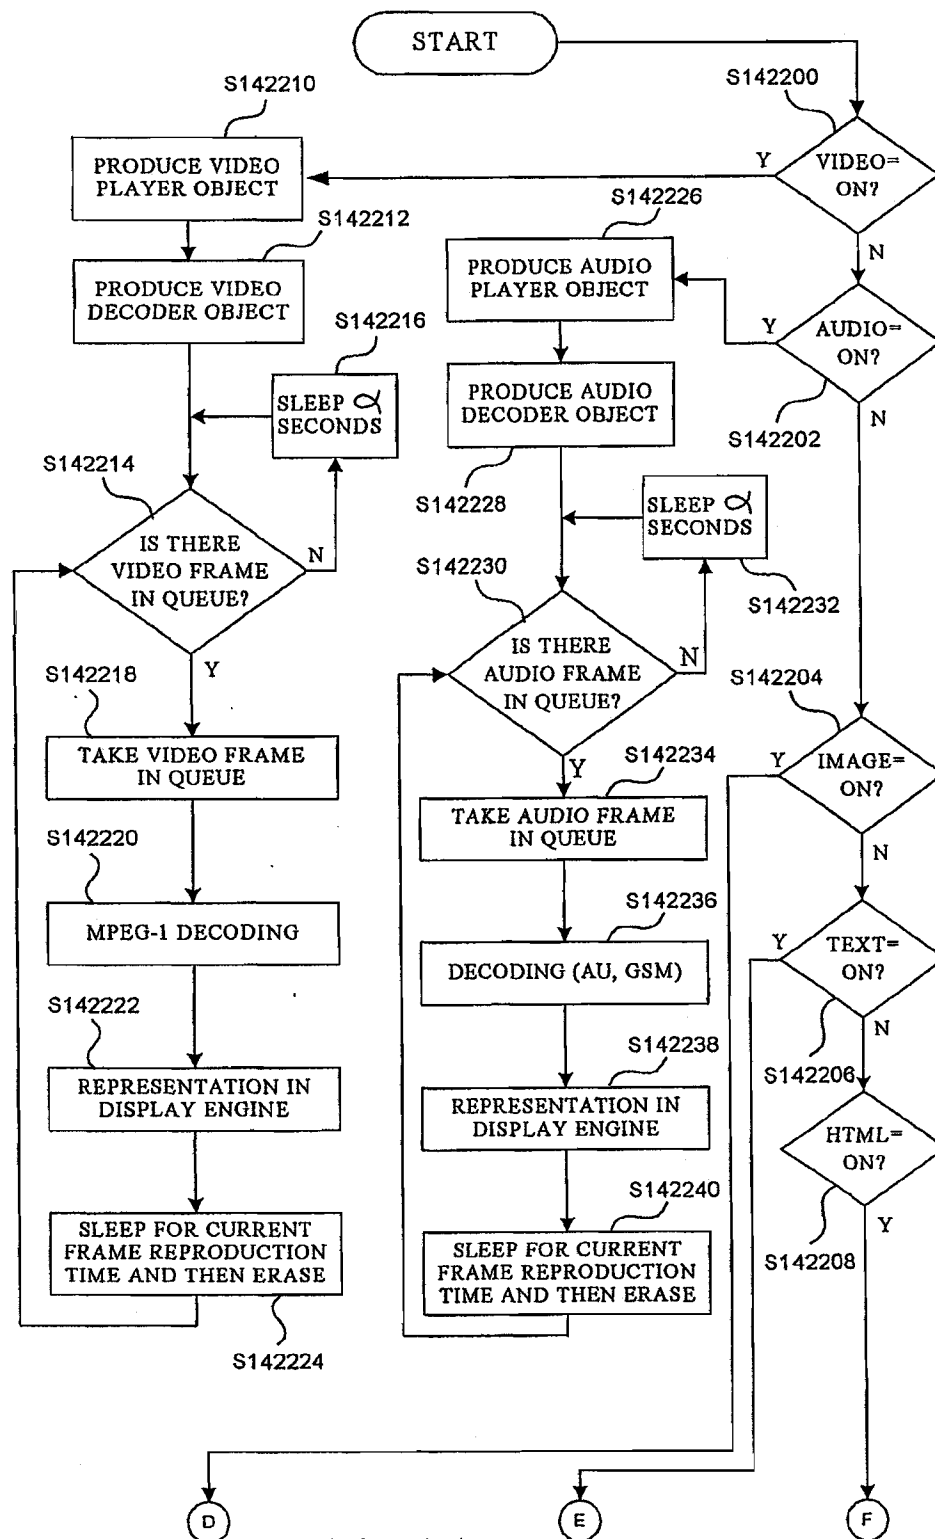 START
S142200
VIDEO=
ON?
Y
N
S142210
PRODUCE VIDEO
PLAYER OBJECT
S142212
PRODUCE VIDEO
DECODER OBJECT
S142216
SLEEP α
SECONDS
S142214
IS THERE
VIDEO FRAME
IN QUEUE?
N
Y
S142218
TAKE VIDEO FRAME
IN QUEUE
S142220
MPEG-1 DECODING
S142222
REPRESENTATION IN
DISPLAY ENGINE
SLEEP FOR CURRENT
FRAME REPRODUCTION
TIME AND THEN ERASE
S142224
S142226
PRODUCE AUDIO
PLAYER OBJECT
PRODUCE AUDIO
DECODER OBJECT
S142228
SLEEP α
SECONDS
S142232
S142230
IS THERE
AUDIO FRAME
IN QUEUE?
N
Y
S142234
TAKE AUDIO FRAME
IN QUEUE
S142236
DECODING (AU, GSM)
S142238
REPRESENTATION IN
DISPLAY ENGINE
S142240
SLEEP FOR CURRENT
FRAME REPRODUCTION
TIME AND THEN ERASE
Y
AUDIO=
ON?
S142202
N
S142204
Y
IMAGE=
ON?
N
Y
TEXT=
ON?
N
S142206
HTML=
ON?
S142208
Y
D
E
F